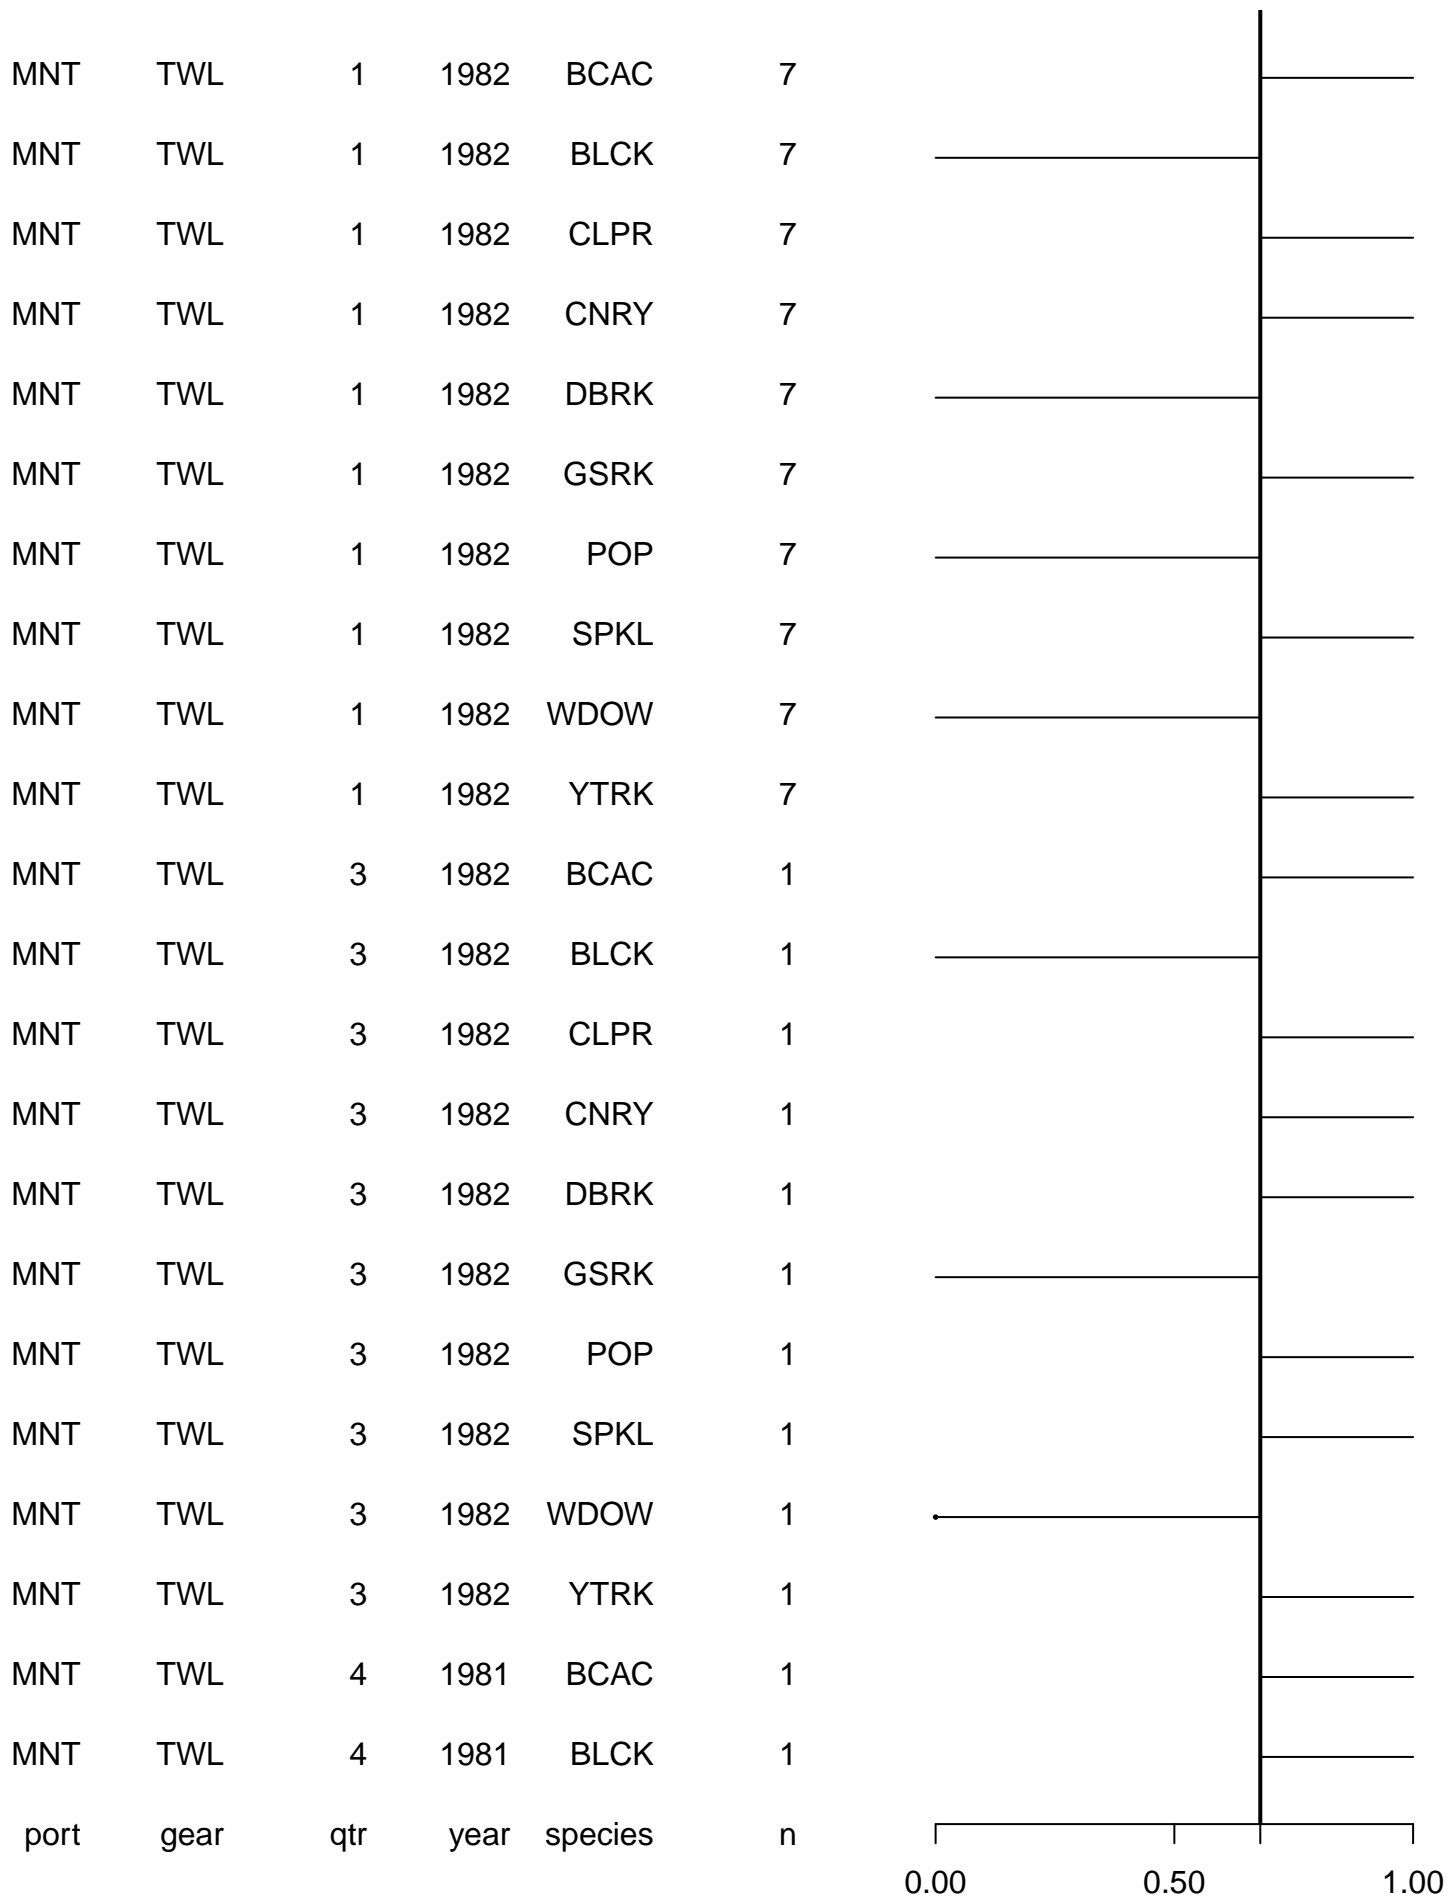 MNT TWL 1 1982 BCAC 7
MNT TWL 1 1982 BLCK 7
MNT TWL 1 1982 CLPR 7
MNT TWL 1 1982 CNRY 7
MNT TWL 1 1982 DBRK 7
MNT TWL 1 1982 GSRK 7
MNT TWL 1 1982 POP 7
MNT TWL 1 1982 SPKL 7
MNT TWL 1 1982 WDOW 7
MNT TWL 1 1982 YTRK 7
MNT TWL 3 1982 BCAC 1
MNT TWL 3 1982 BLCK 1
MNT TWL 3 1982 CLPR 1
MNT TWL 3 1982 CNRY 1
MNT TWL 3 1982 DBRK 1
MNT TWL 3 1982 GSRK 1
MNT TWL 3 1982 POP 1
MNT TWL 3 1982 SPKL 1
MNT TWL 3 1982 WDOW 1
MNT TWL 3 1982 YTRK 1
MNT TWL 4 1981 BCAC 1
MNT TWL 4 1981 BLCK 1
port gear qtr year species n
0.00 0.50 1.00